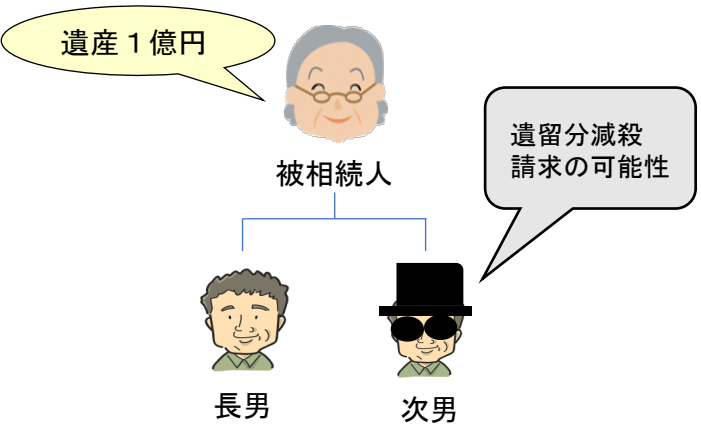 遺産１億円
被相続人
遺留分減殺
請求の可能性
長男
次男